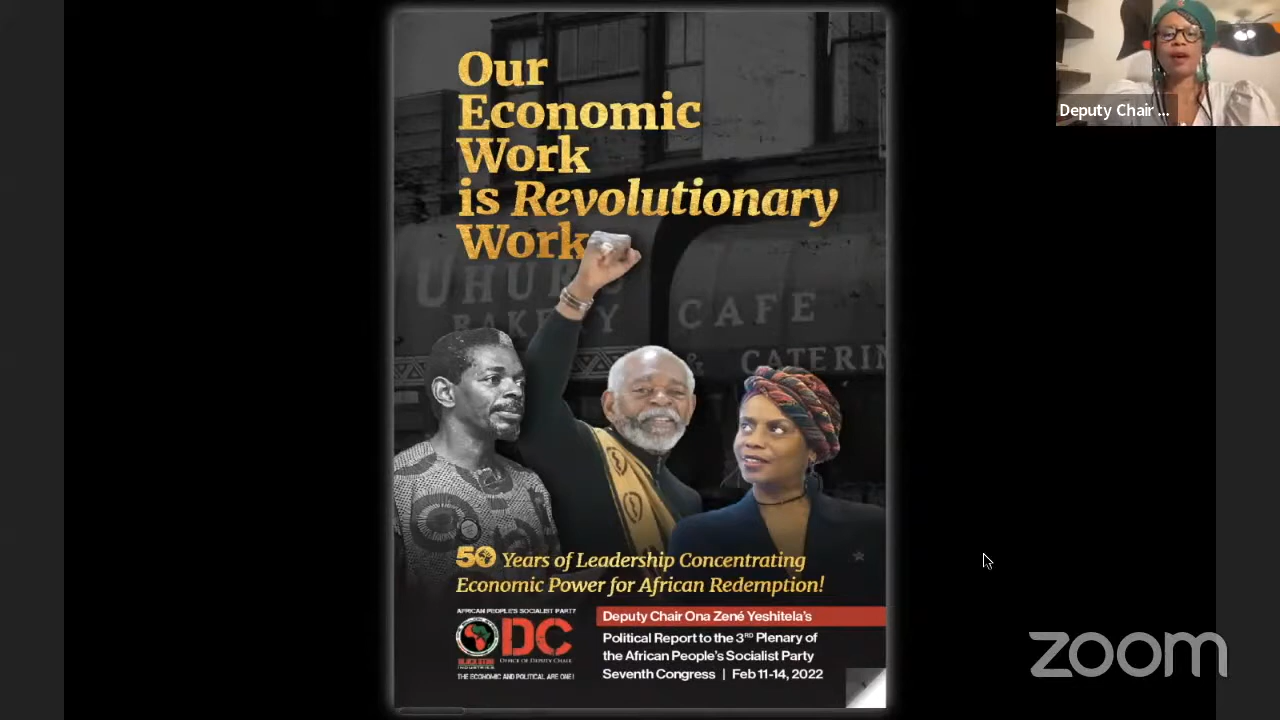 Our
Economic
Work
is Revolutionary
Work
UHURU
BAKERY CAFE
& CATERIN
50 Years of Leadership Concentrating
Economic Power for African Redemption!
AFRICAN PEOPLE'S SOCIALIST PARTY
DC
OFFICE OF DEPUTY CHAIR
THE ECONOMIC AND POLITICAL ARE ONE!
Deputy Chair Ona Zené Yeshitela's
Political Report to the 3RD Plenary of
the African People's Socialist Party
Seventh Congress | Feb 11-14, 2022
Deputy Chair ...
zoom